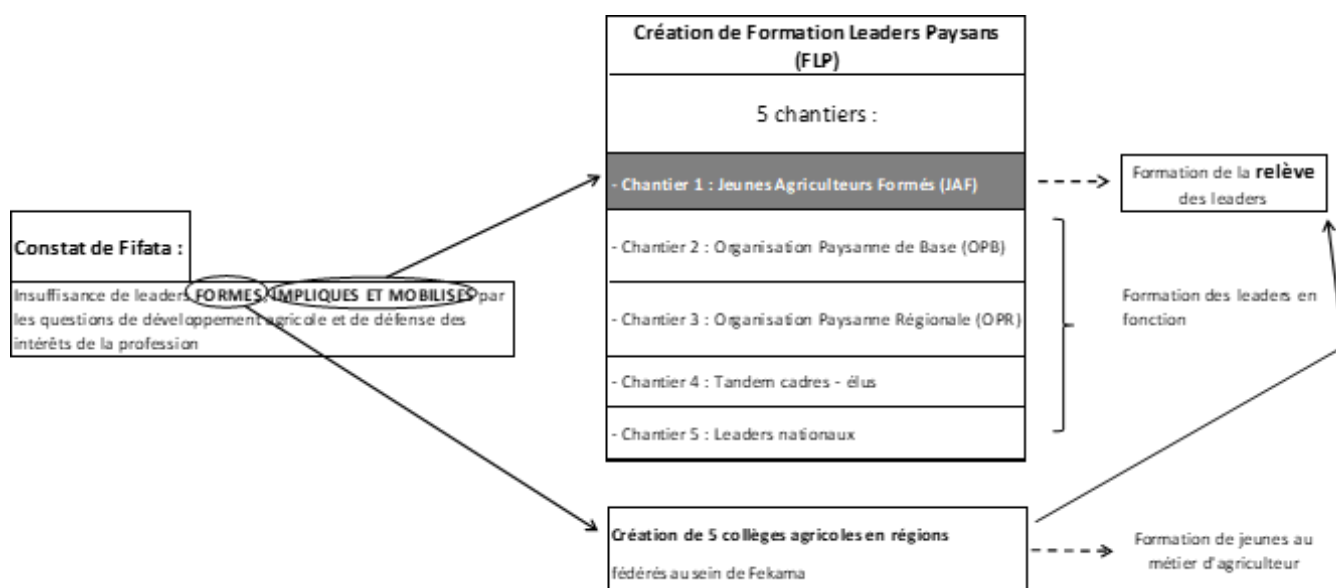 Création de Formation Leaders Paysans
(FLP)
5 chantiers :
- Chantier 1 : Jeunes Agriculteurs Formés (JAF)
Formation de la relève
des leaders
Constat de Fifata :
Insuffisance de leaders FORMES, IMPLIQUES ET MOBILISES par
les questions de développement agricole et de défense des
intérêts de la profession
- Chantier 2 : Organisation Paysanne de Base (OPB)
- Chantier 3 : Organisation Paysanne Régionale (OPR)
- Chantier 4 : Tandem cadres - élus
- Chantier 5 : Leaders nationaux
Formation des leaders en
fonction
Création de 5 collèges agricoles en régions
fédérés au sein de Fekama
Formation de jeunes au
métier d'agriculteur